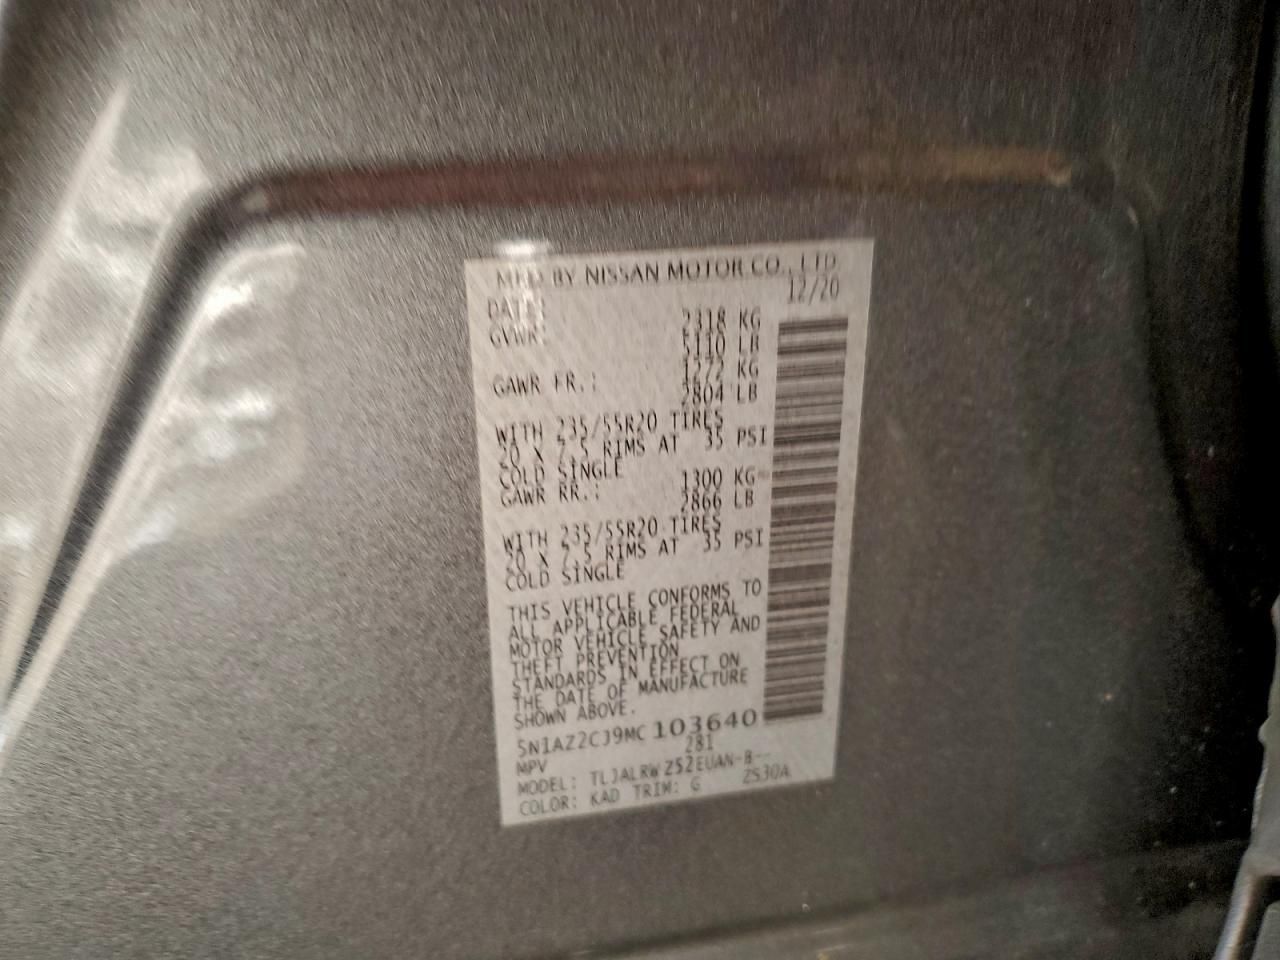 MFD BY NISSAN MOTOR CO., LTD
DATE: 12/20
GVWR: 2318 KG
5110 LB
1272 KG
GAWR FR.: 2804 LB
WITH 235/55R20 TIRES
20 X 7.5 RIMS AT 35 PSI
COLD SINGLE
GAWR RR.: 1300 KG
2866 LB
WITH 235/55R20 TIRES
20 X 7.5 RIMS AT 35 PSI
COLD SINGLE
THIS VEHICLE CONFORMS TO
ALL APPLICABLE FEDERAL
MOTOR VEHICLE SAFETY AND
THEFT PREVENTION
STANDARDS IN EFFECT ON
THE DATE OF MANUFACTURE
SHOWN ABOVE.
5N1AZ2CJ9MC103640
MPV 281
MODEL: TLJALRWZ52EUAN-B--
COLOR: KAD TRIM: G ZS30A